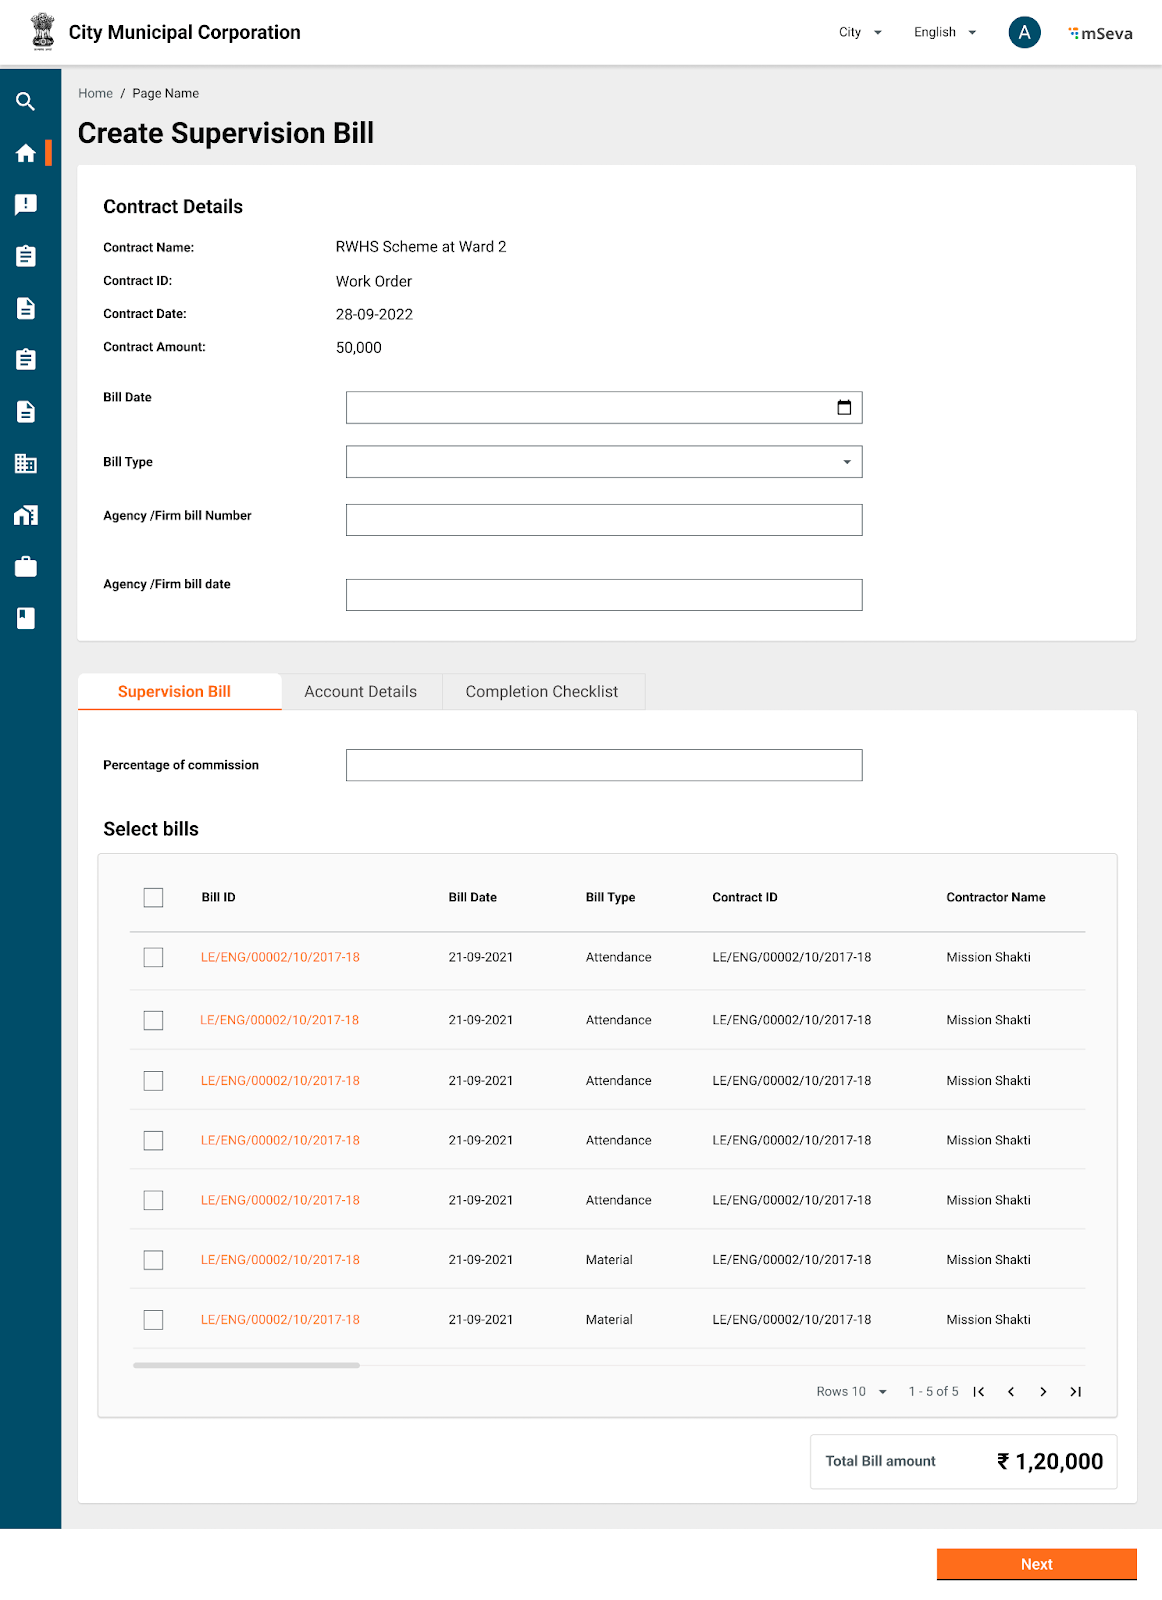 City Municipal Corporation
City
English
A
mSeva
Home / Page Name
Create Supervision Bill
Contract Details
Contract Name: RWHS Scheme at Ward 2
Contract ID: Work Order
Contract Date: 28-09-2022
Contract Amount: 50,000
Bill Date
Bill Type
Agency /Firm bill Number
Agency /Firm bill date
Supervision Bill Account Details Completion Checklist
Percentage of commission
Select bills
Bill ID Bill Date Bill Type Contract ID Contractor Name
LE/ENG/00002/10/2017-18 21-09-2021 Attendance LE/ENG/00002/10/2017-18 Mission Shakti
LE/ENG/00002/10/2017-18 21-09-2021 Attendance LE/ENG/00002/10/2017-18 Mission Shakti
LE/ENG/00002/10/2017-18 21-09-2021 Attendance LE/ENG/00002/10/2017-18 Mission Shakti
LE/ENG/00002/10/2017-18 21-09-2021 Attendance LE/ENG/00002/10/2017-18 Mission Shakti
LE/ENG/00002/10/2017-18 21-09-2021 Attendance LE/ENG/00002/10/2017-18 Mission Shakti
LE/ENG/00002/10/2017-18 21-09-2021 Material LE/ENG/00002/10/2017-18 Mission Shakti
LE/ENG/00002/10/2017-18 21-09-2021 Material LE/ENG/00002/10/2017-18 Mission Shakti
Rows 10 1 - 5 of 5
Total Bill amount ₹ 1,20,000
Next